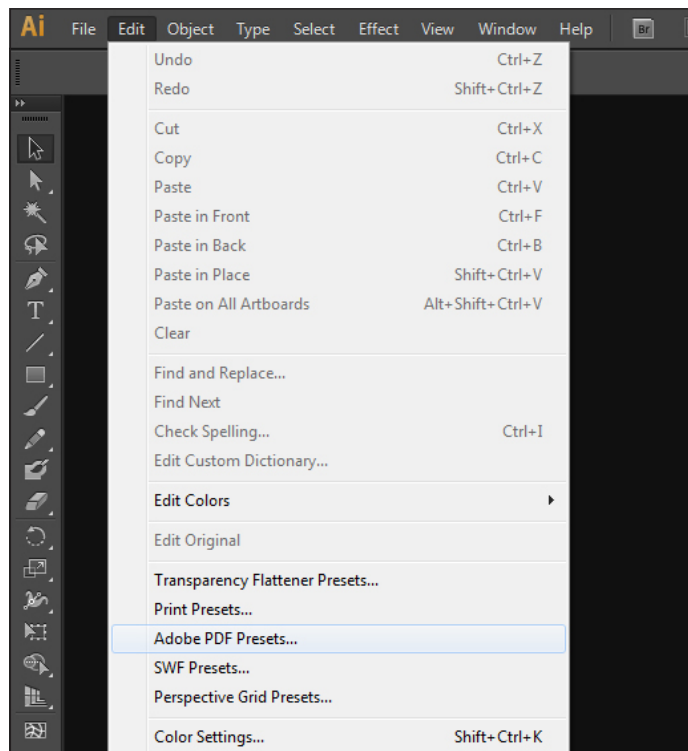 Ai File Edit Object Type Select Effect View Window Help Br
Undo Ctrl+Z
Redo Shift+Ctrl+Z
Cut Ctrl+X
Copy Ctrl+C
Paste Ctrl+V
Paste in Front Ctrl+F
Paste in Back Ctrl+B
Paste in Place Shift+Ctrl+V
Paste on All Artboards Alt+Shift+Ctrl+V
Clear
Find and Replace...
Find Next
Check Spelling... Ctrl+I
Edit Custom Dictionary...
Edit Colors
Edit Original
Transparency Flattener Presets...
Print Presets...
Adobe PDF Presets...
SWF Presets...
Perspective Grid Presets...
Color Settings... Shift+Ctrl+K